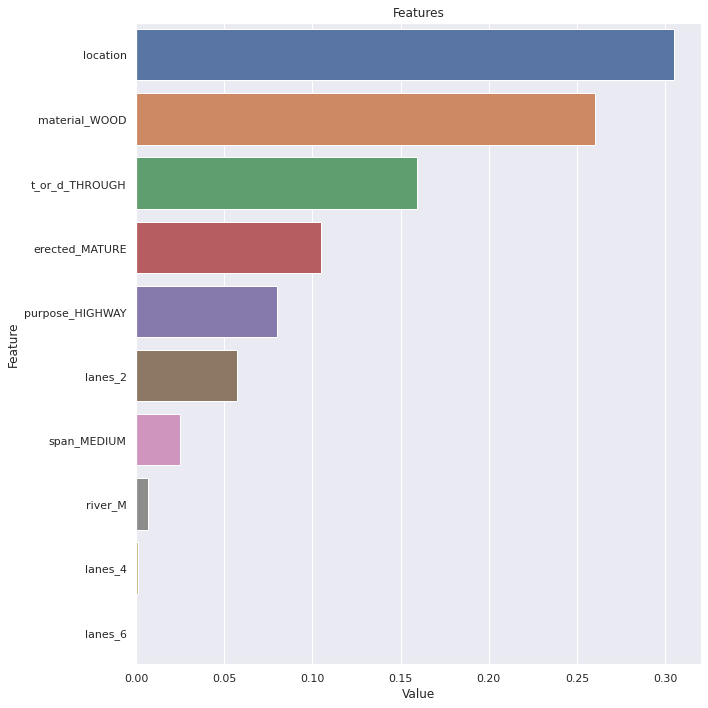 Features
Feature
location
material_WOOD
t_or_d_THROUGH
erected_MATURE
purpose_HIGHWAY
lanes_2
span_MEDIUM
river_M
lanes_4
lanes_6
0.00 0.05 0.10 0.15 0.20 0.25 0.30
Value